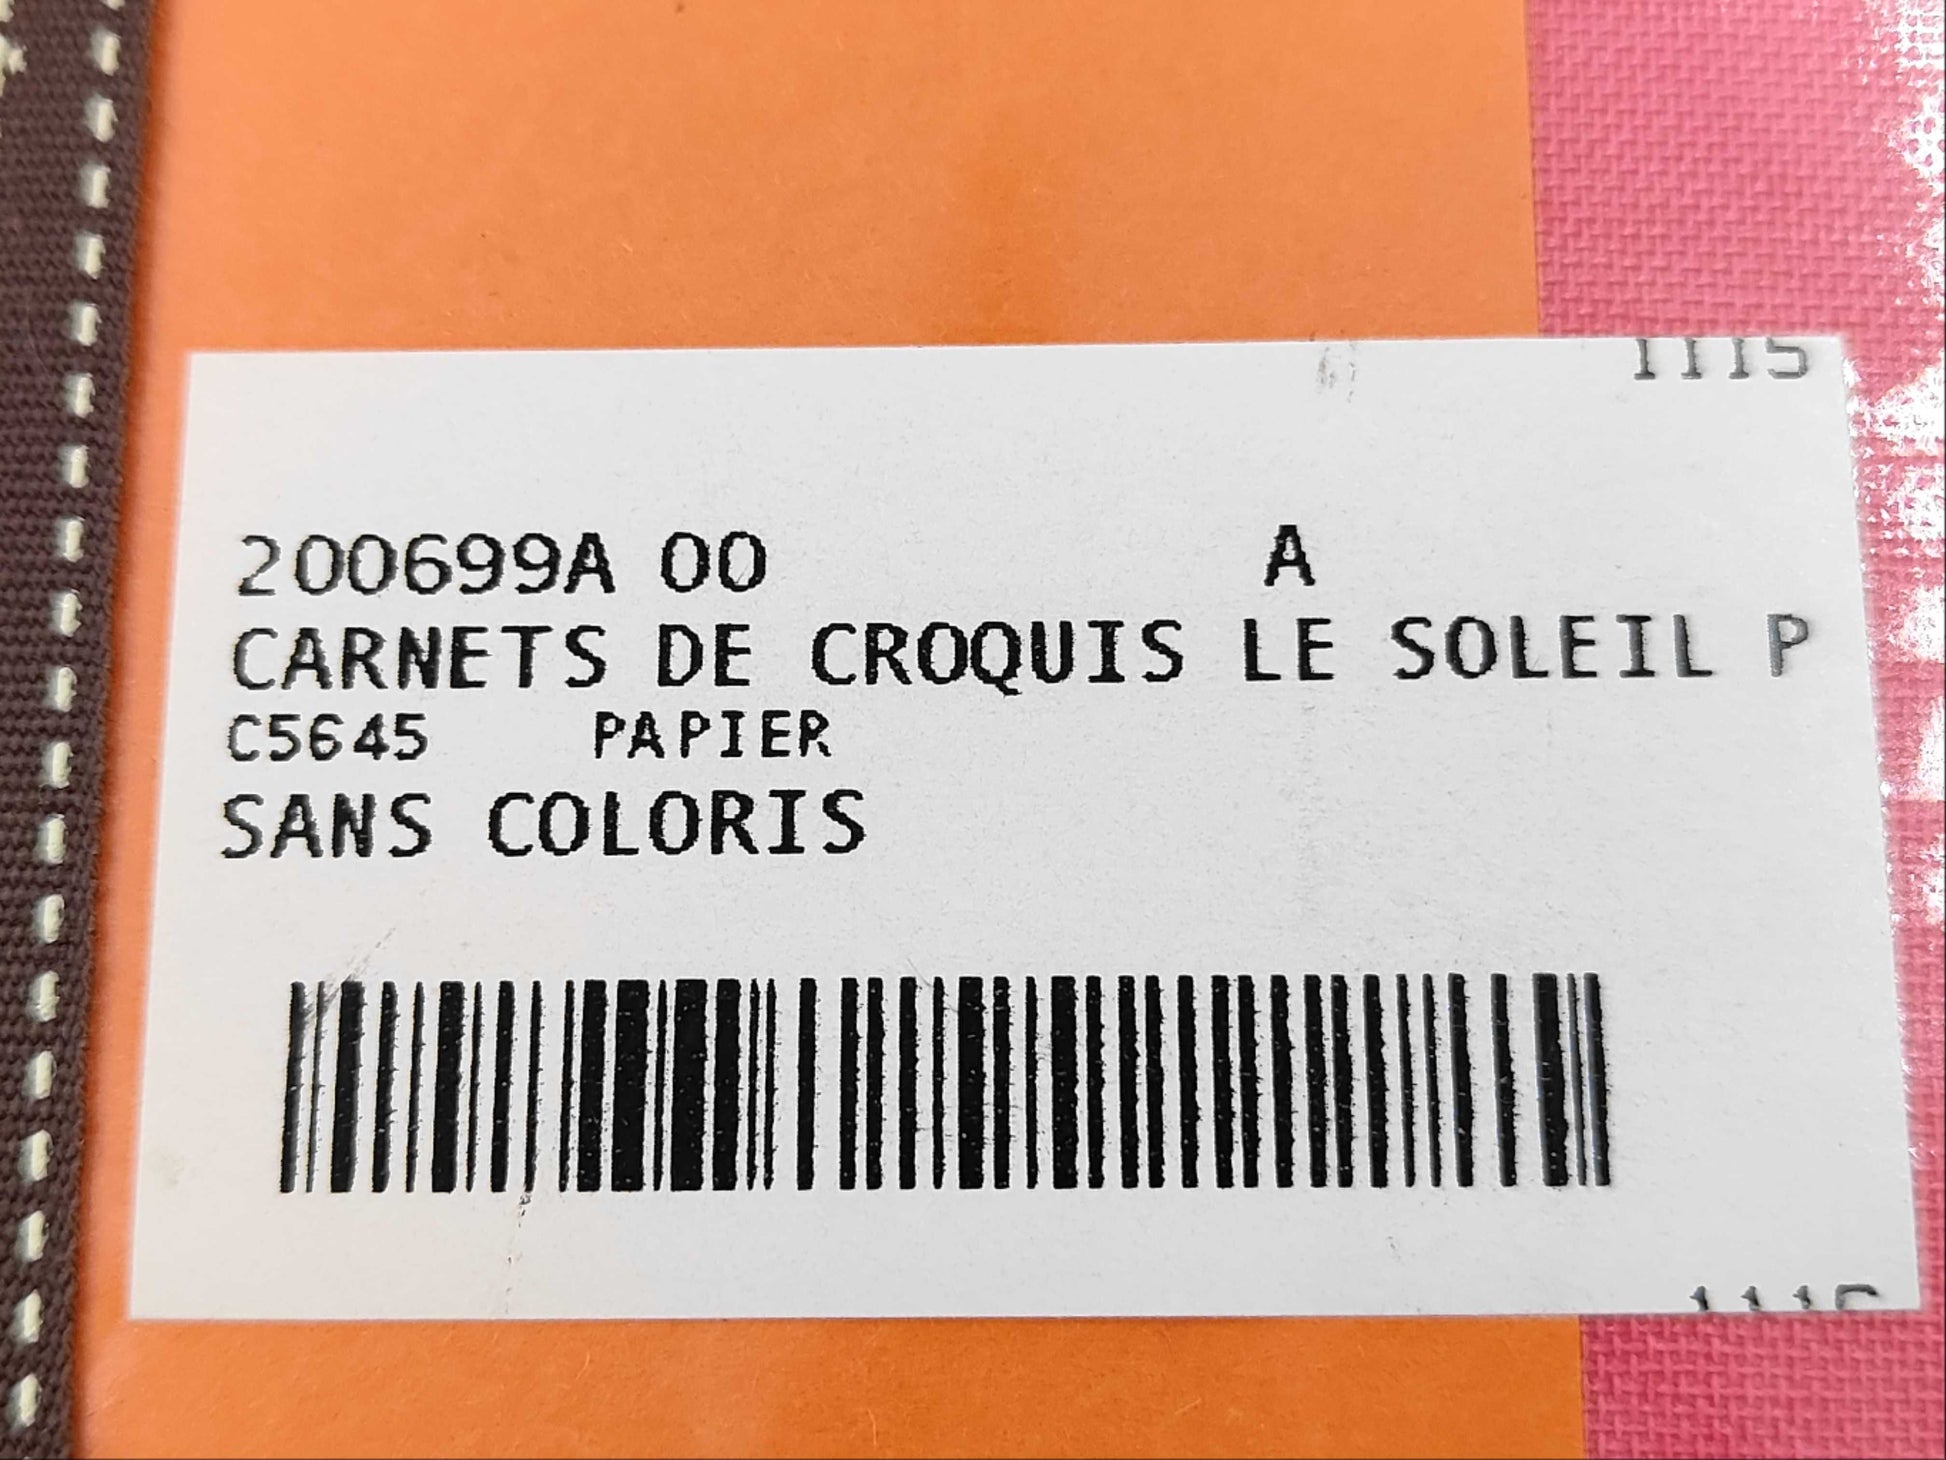 1115
200699A 00 A
CARNETS DE CROQUIS LE SOLEIL P
C5645 PAPIER
SANS COLORIS